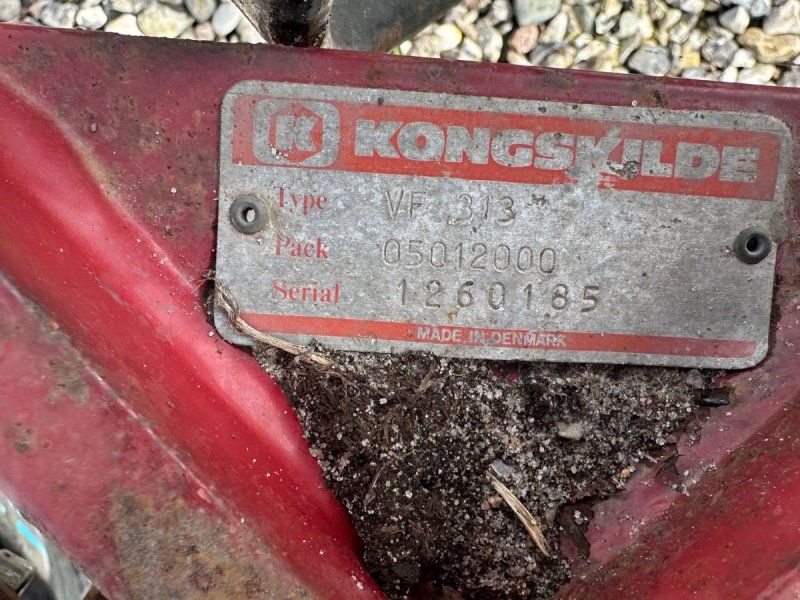 K KONGSKILDE
Type VF 313
Pack 05012000
Serial 1260185
MADE IN DENMARK